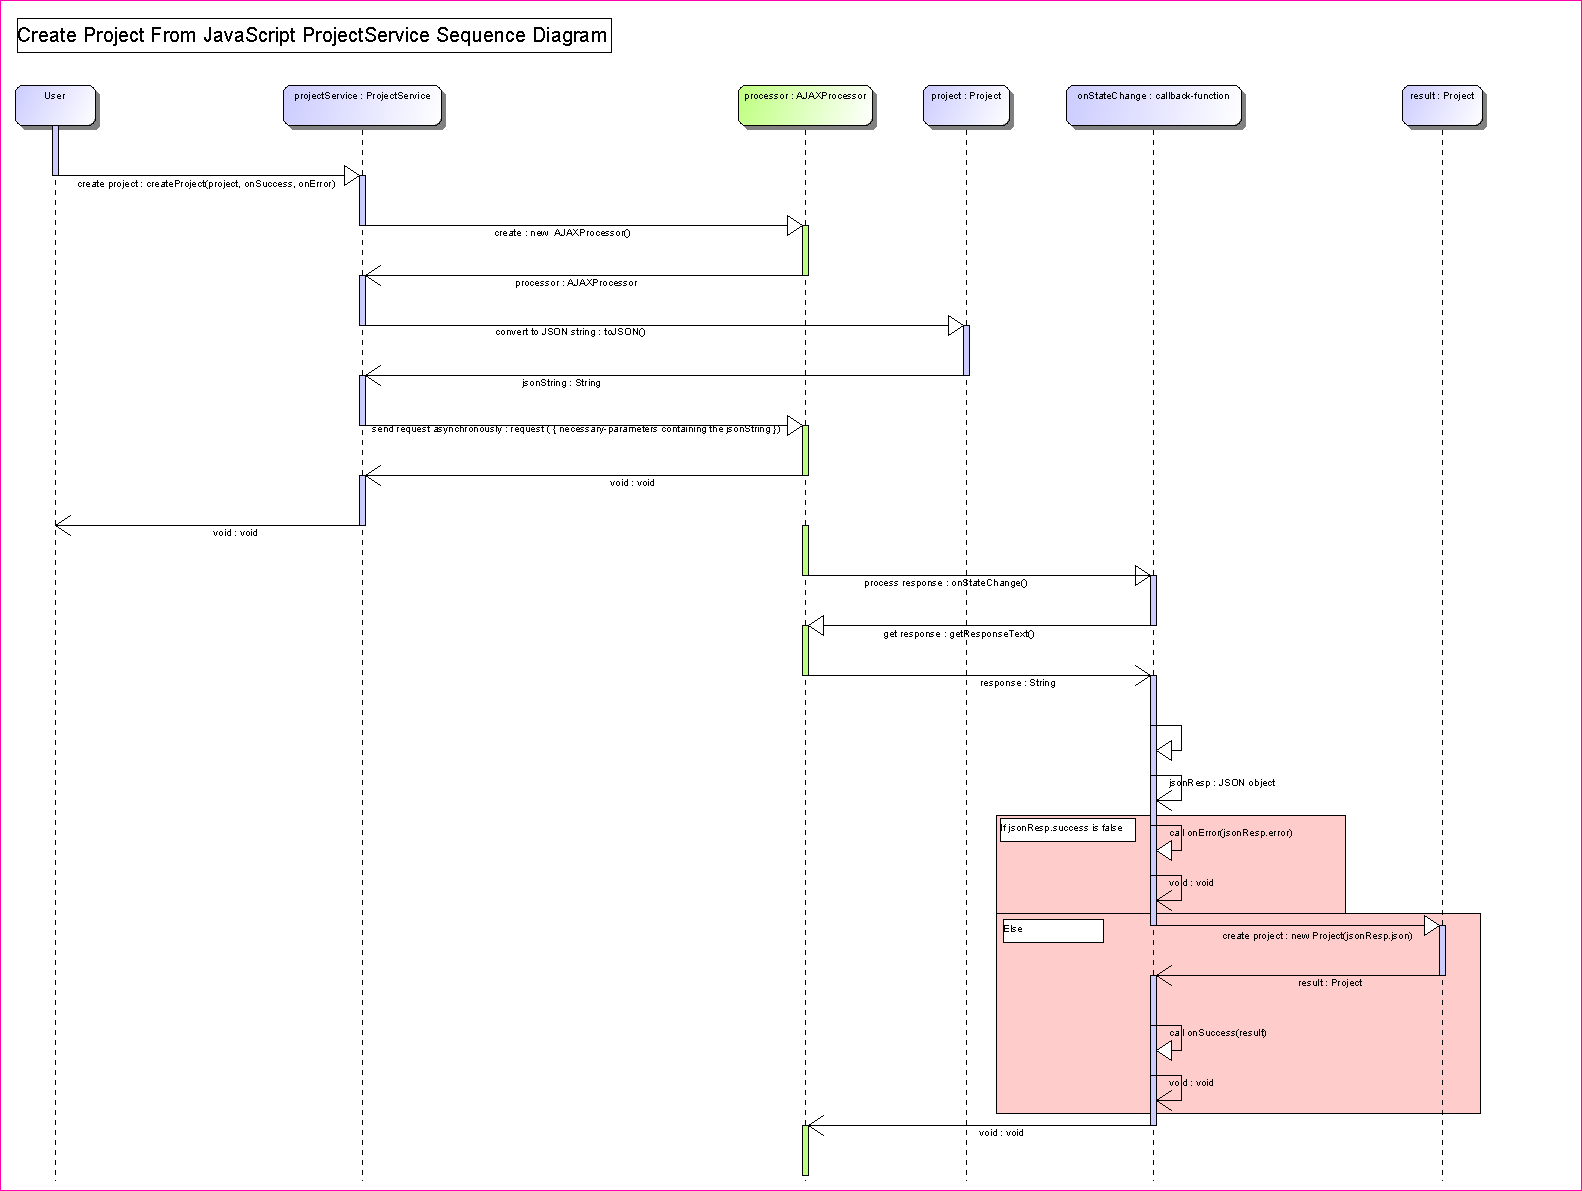 Create Project From JavaScript ProjectService Sequence Diagram
User
projectService : ProjectService
processor : AJAXProcessor
project : Project
onStateChange : callback-function
result : Project
create project : createProject(project, onSuccess, onError)
create : new AJAXProcessor()
processor : AJAXProcessor
convert to JSON string : toJSON()
jsonString : String
send request asynchronously : request ( { necessary-parameters containing the jsonString })
void : void
void : void
process response : onStateChange()
get response : getResponseText()
response : String
jsonResp : JSON object
If jsonResp.success is false
call onError(jsonResp.error)
void : void
Else
create project : new Project(jsonResp.json)
result : Project
call onSuccess(result)
void : void
void : void